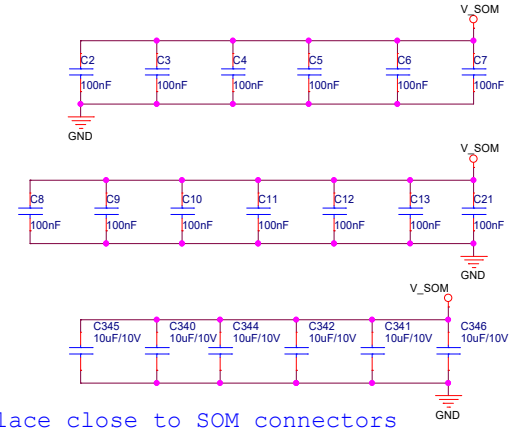 V_SOM
C2 C3 C4 C5 C6 C7
100nF 100nF 100nF 100nF 100nF 100nF
GND
V_SOM
C8 C9 C10 C11 C12 C13 C21
100nF 100nF 100nF 100nF 100nF 100nF 100nF
GND
V_SOM
C345 C340 C344 C342 C341 C346
10uF/10V 10uF/10V 10uF/10V 10uF/10V 10uF/10V 10uF/10V
GND
lace close to SOM connectors